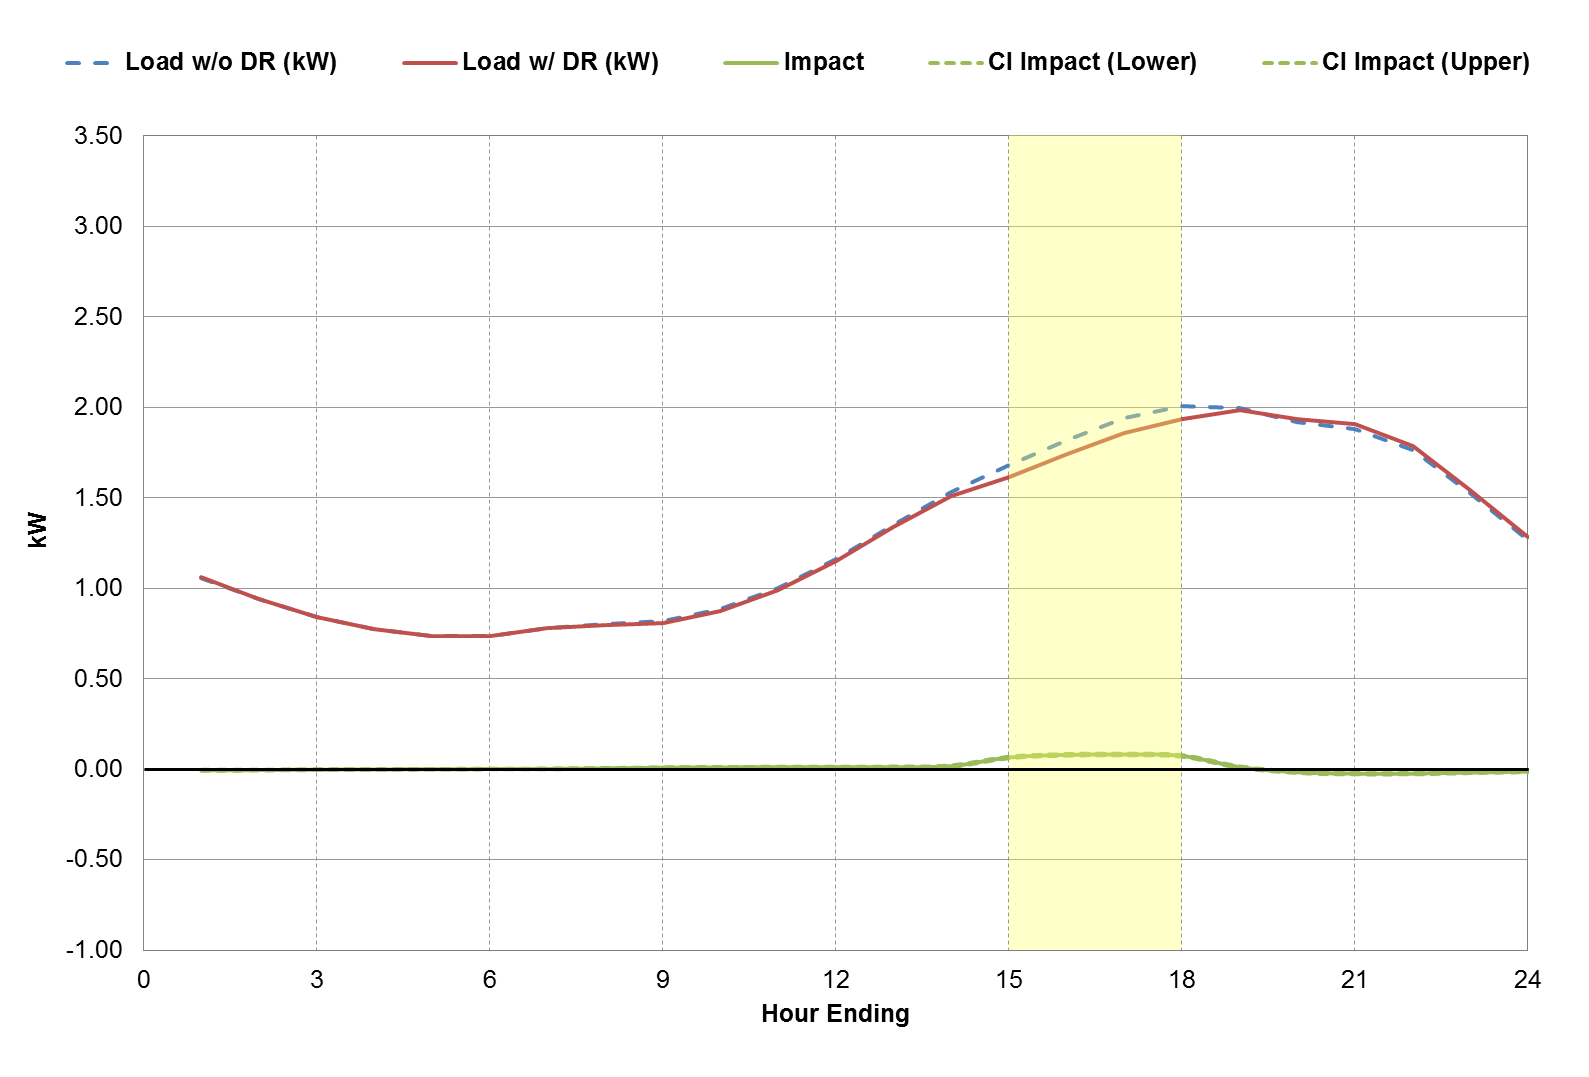 Load w/o DR (kW) Load w/ DR (kW) Impact CI Impact (Lower) CI Impact (Upper)
3.50
3.00
2.50
2.00
1.50
1.00
0.50
0.00
-0.50
-1.00
kW
0 3 6 9 12 15 18 21 24
Hour Ending